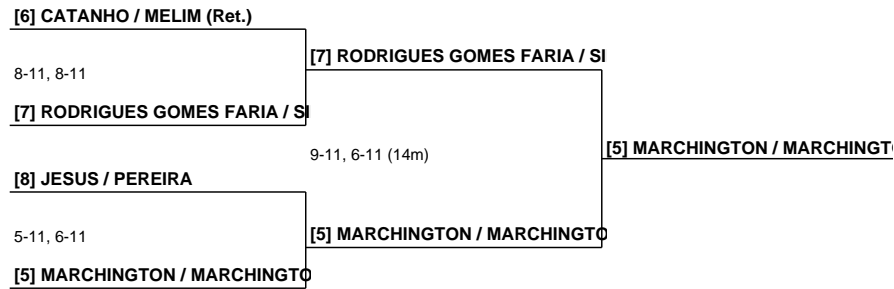 [6] CATANHO / MELIM (Ret.)
[7] RODRIGUES GOMES FARIA / SI
8-11, 8-11
[7] RODRIGUES GOMES FARIA / SI
9-11, 6-11 (14m)
[5] MARCHINGTON / MARCHINGTO
[8] JESUS / PEREIRA
5-11, 6-11
[5] MARCHINGTON / MARCHINGTO
[5] MARCHINGTON / MARCHINGTO